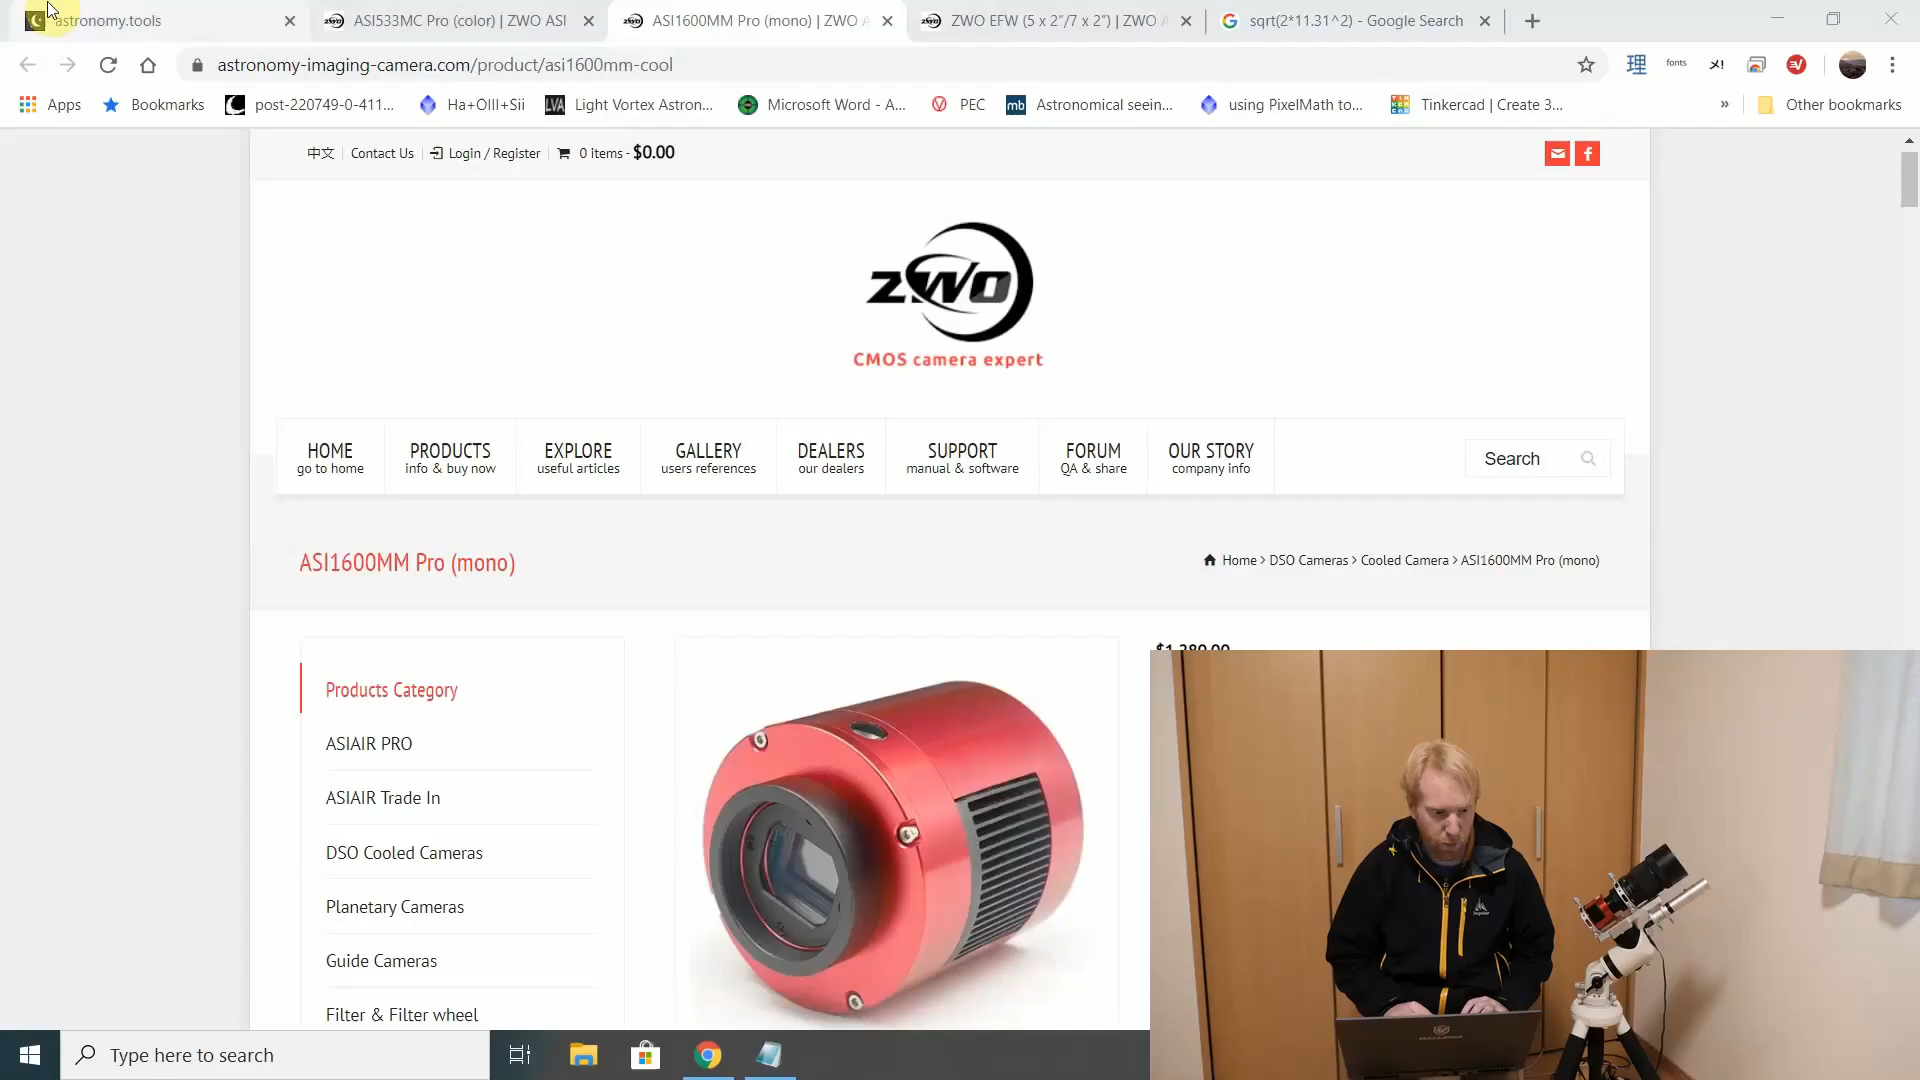 astronomy.tools
ASI533MC Pro (color) | ZWO ASI
ASI1600MM Pro (mono) | ZWO A
ZWO EFW (5 x 2"/7 x 2") | ZWO A
sqrt(2*11.31^2) - Google Search
astronomy-imaging-camera.com/product/asi1600mm-cool
理
fonts
Apps
Bookmarks
post-220749-0-411...
Ha+OIII+Sii
LVA
Light Vortex Astron...
Microsoft Word - A...
PEC
mb
Astronomical seein...
using PixelMath to...
Tinkercad | Create 3...
»
Other bookmarks
中文
Contact Us
Login / Register
0 items - $0.00
ZWO
CMOS camera expert
HOME
go to home
PRODUCTS
info & buy now
EXPLORE
useful articles
GALLERY
users references
DEALERS
our dealers
SUPPORT
manual & software
FORUM
QA & share
OUR STORY
company info
Search
ASI1600MM Pro (mono)
Home > DSO Cameras > Cooled Camera > ASI1600MM Pro (mono)
Products Category
ASIAIR PRO
ASIAIR Trade In
DSO Cooled Cameras
Planetary Cameras
Guide Cameras
Filter & Filter wheel
Type here to search